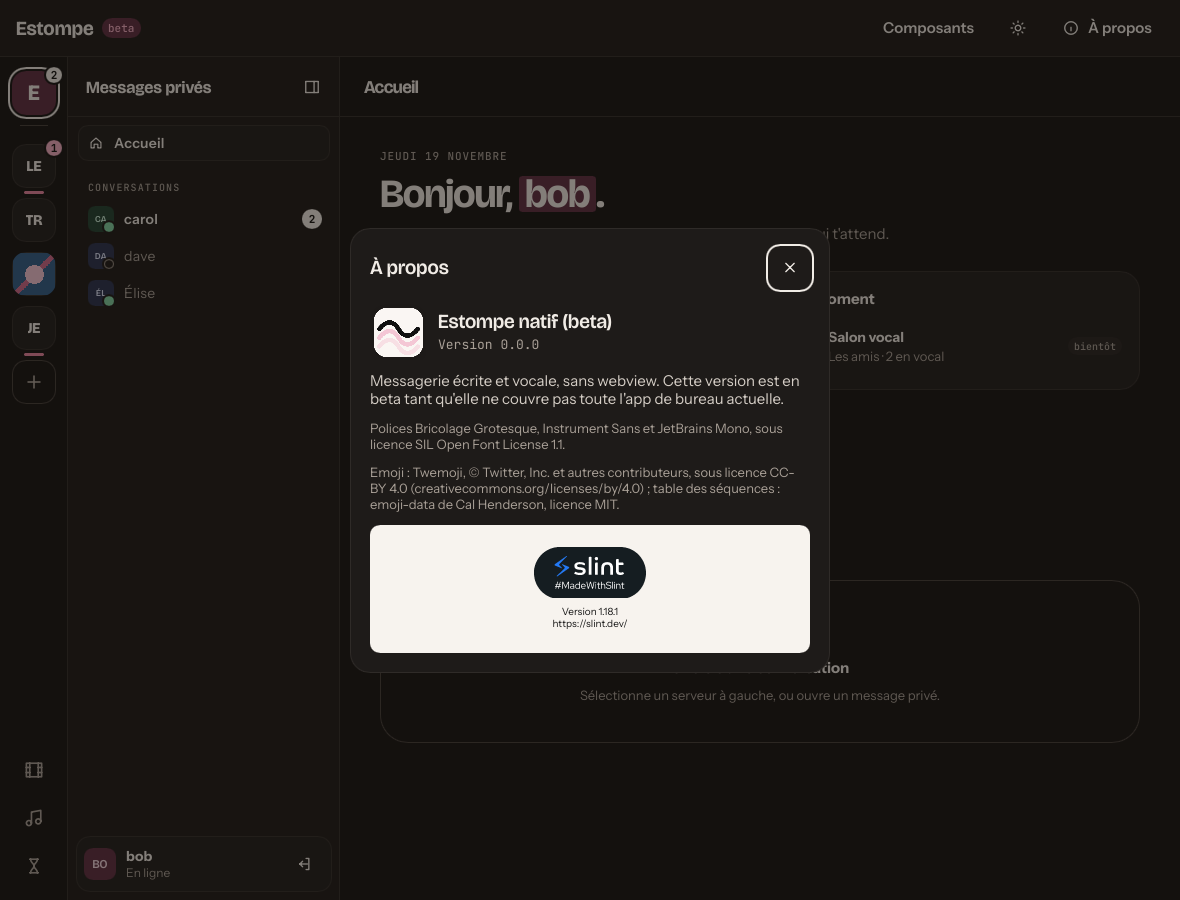 Estompe beta
Composants
À propos
E
2
Messages privés
Accueil
Accueil
LE
1
TR
JE
JEUDI 19 NOVEMBRE
Bonjour, bob.
t'attend.
CONVERSATIONS
CA carol 2
DA dave
ÉL Élise
oment
Salon vocal
Les amis · 2 en vocal
bientôt
À propos
Estompe natif (beta)
Version 0.0.0
Messagerie écrite et vocale, sans webview. Cette version est en
beta tant qu'elle ne couvre pas toute l'app de bureau actuelle.
Polices Bricolage Grotesque, Instrument Sans et JetBrains Mono, sous
licence SIL Open Font License 1.1.
Emoji : Twemoji, © Twitter, Inc. et autres contributeurs, sous licence CC-
BY 4.0 (creativecommons.org/licenses/by/4.0) ; table des séquences :
emoji-data de Cal Henderson, licence MIT.
slint
#MadeWithSlint
Version 1.18.1
https://slint.dev/
Sélectionne un serveur à gauche, ou ouvre un message privé.
BO
bob
En ligne